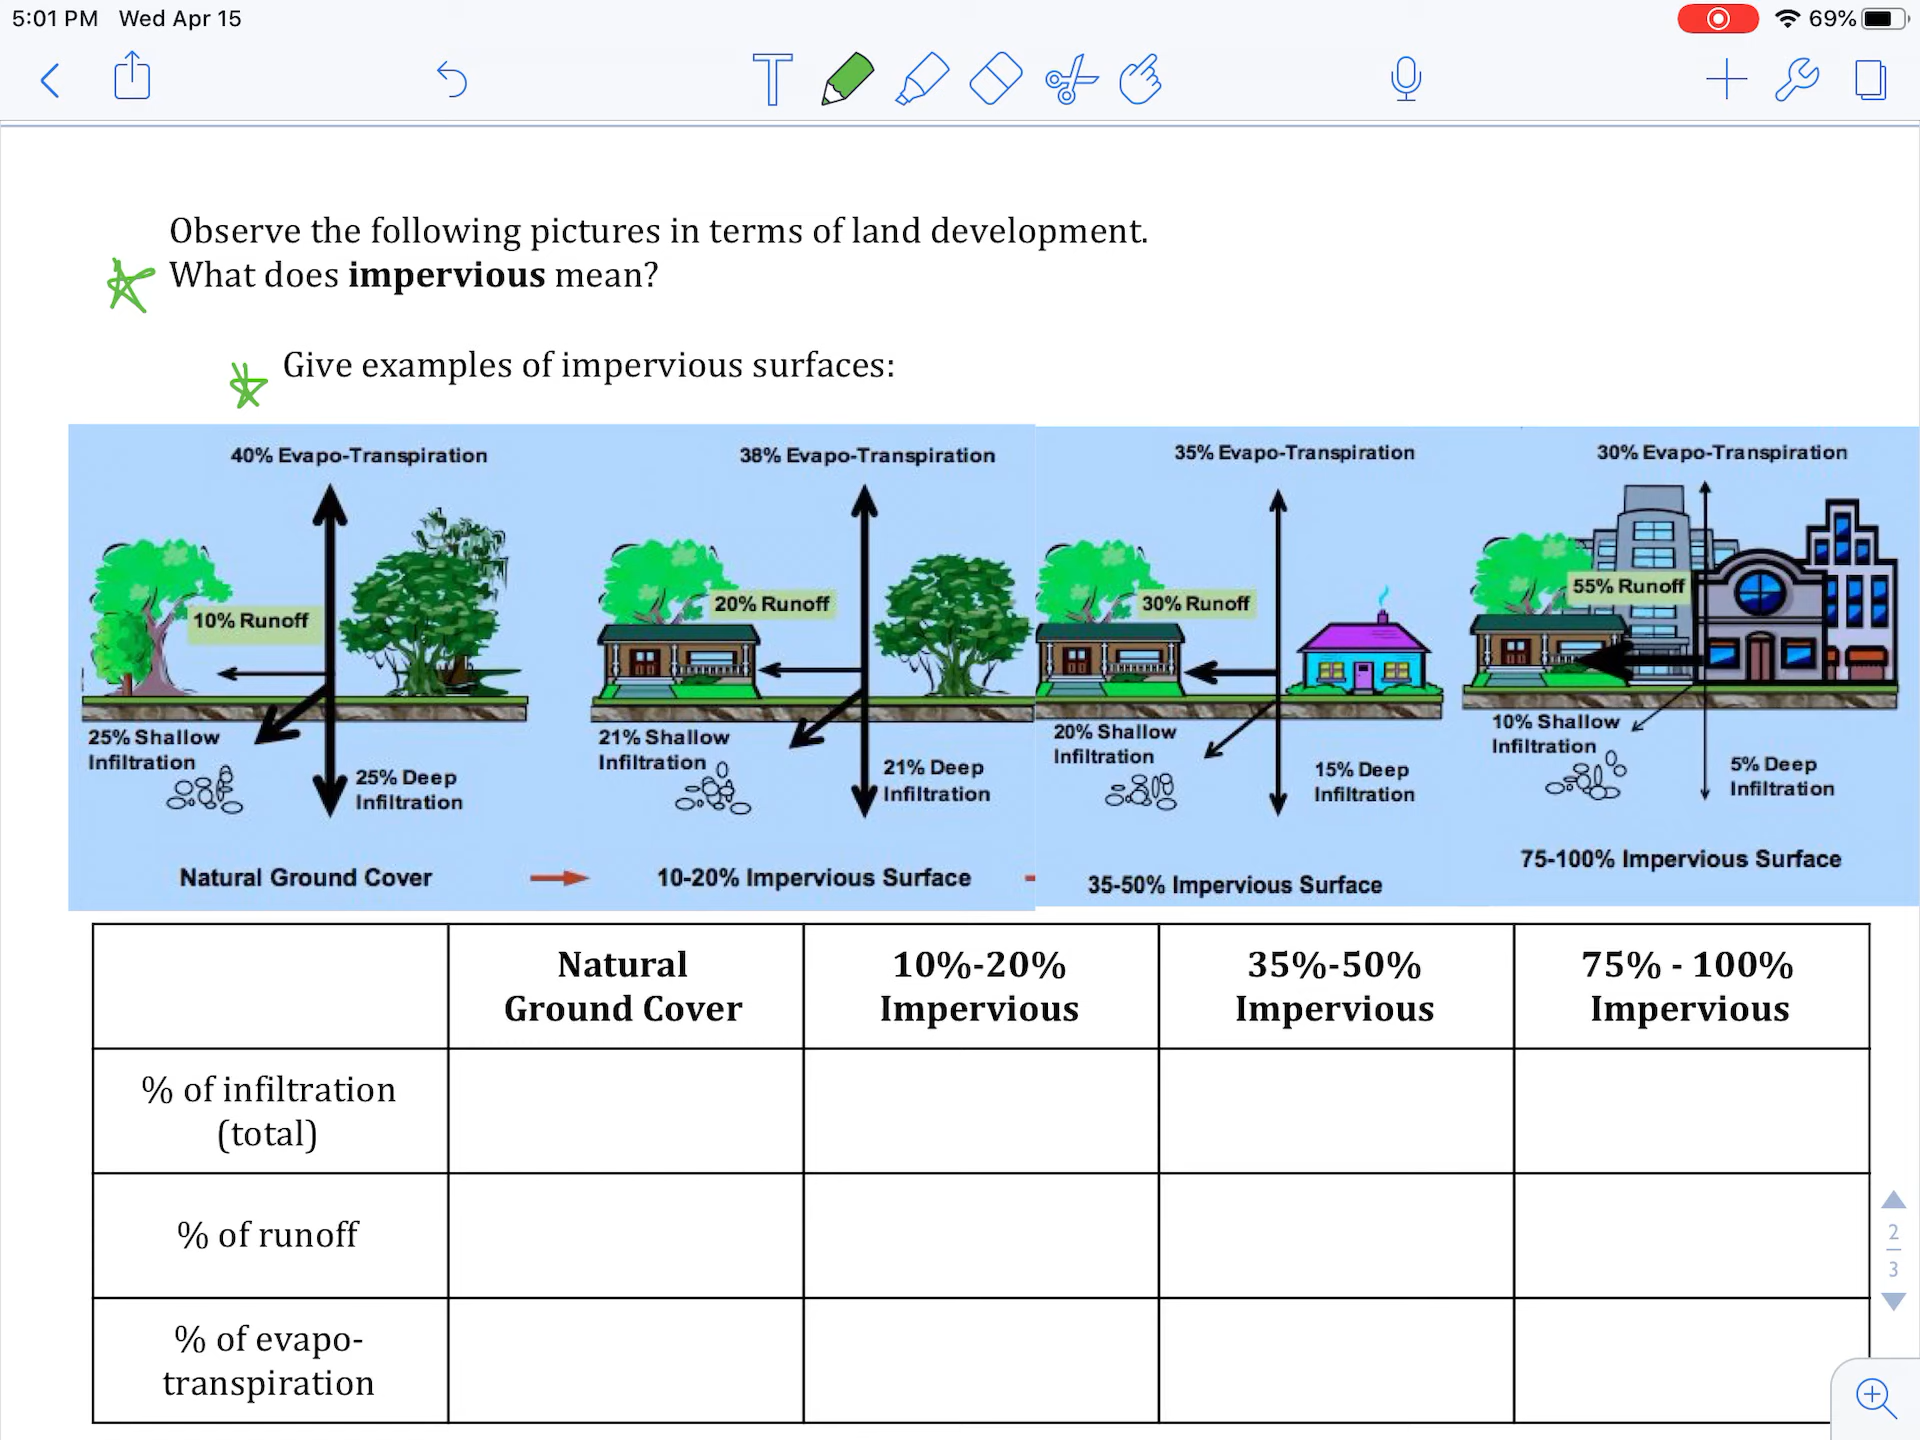 5:01 PM Wed Apr 15
69%
Observe the following pictures in terms of land development.
What does impervious mean?
Give examples of impervious surfaces:
40% Evapo-Transpiration
10% Runoff
25% Shallow
Infiltration
25% Deep
Infiltration
Natural Ground Cover
38% Evapo-Transpiration
20% Runoff
21% Shallow
Infiltration
21% Deep
Infiltration
10-20% Impervious Surface
35% Evapo-Transpiration
30% Runoff
20% Shallow
Infiltration
15% Deep
Infiltration
35-50% Impervious Surface
30% Evapo-Transpiration
55% Runoff
10% Shallow
Infiltration
5% Deep
Infiltration
75-100% Impervious Surface
Natural
Ground Cover
10%-20%
Impervious
35%-50%
Impervious
75% - 100%
Impervious
% of infiltration
(total)
% of runoff
% of evapo-
transpiration
2
3